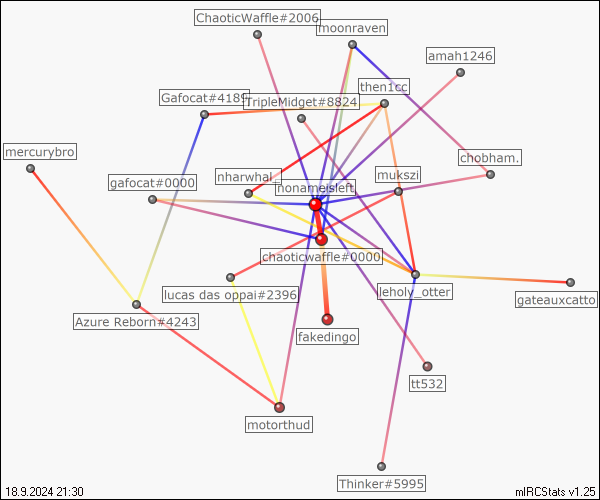 ChaoticWaffle#2006
moonraven
amah1246
then1cc
Gafocat#4189
TripleMidget#8824
mercurybro
chobham.
nharwhal_
mukszi
gafocat#0000
nonameisleft
chaoticwaffle#0000
leholy_otter
lucas das oppai#2396
gateauxcatto
Azure Reborn#4243
fakedingo
tt532
motorthud
Thinker#5995
18.9.2024 21:30
mIRCStats v1.25